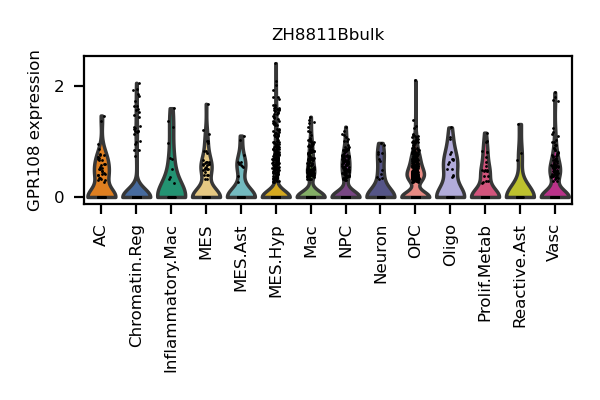 ZH8811Bbulk
GPR108 expression
2
0
AC
Chromatin.Reg
Inflammatory.Mac
MES
MES.Ast
MES.Hyp
Mac
NPC
Neuron
OPC
Oligo
Prolif.Metab
Reactive.Ast
Vasc